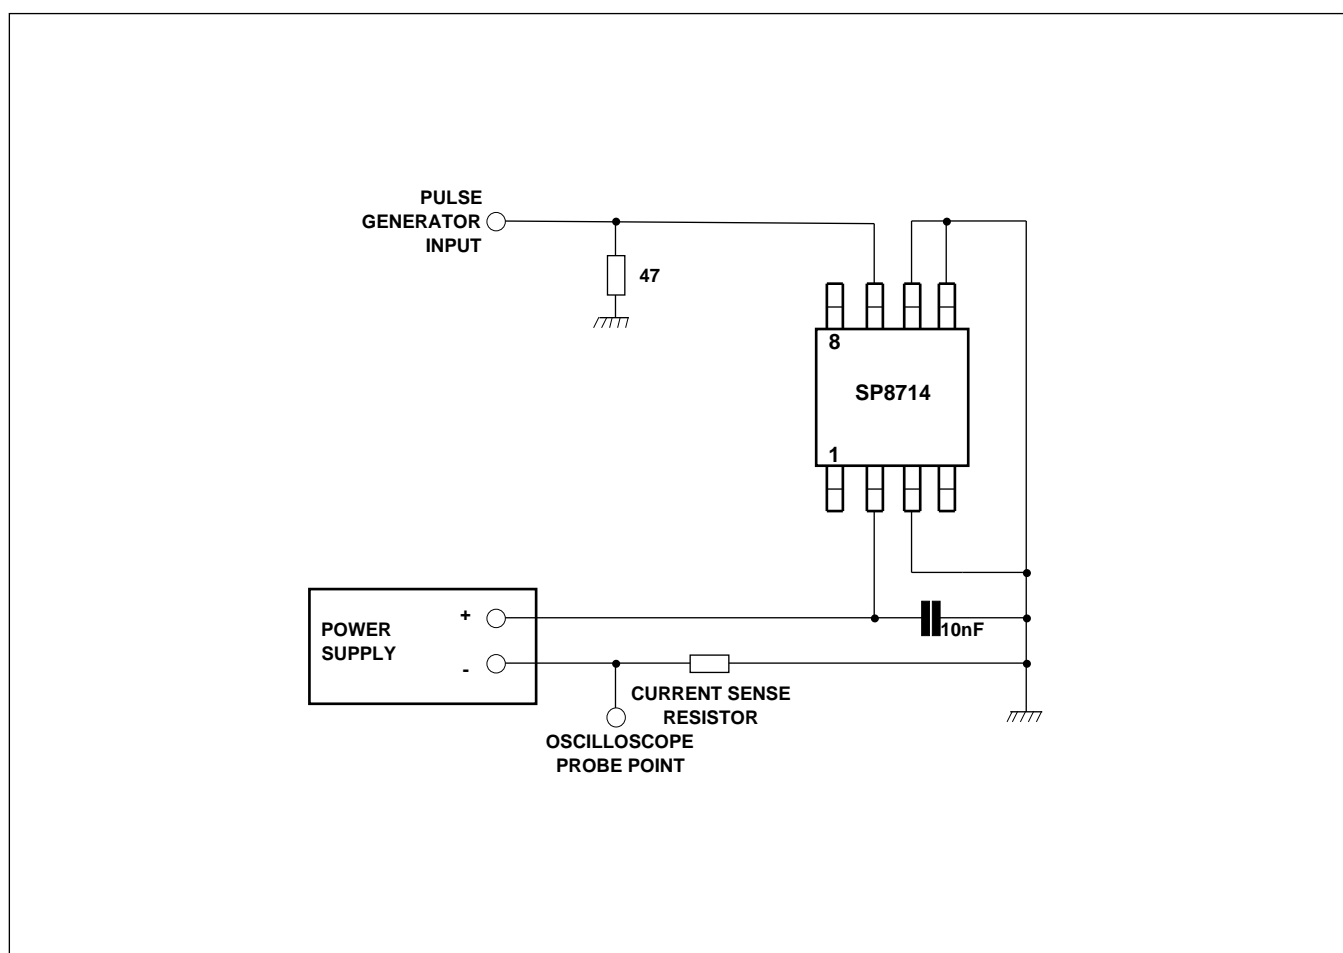 PULSE
GENERATOR
INPUT
47
8
SP8714
1
POWER
SUPPLY
+
-
10nF
CURRENT SENSE
RESISTOR
OSCILLOSCOPE
PROBE POINT